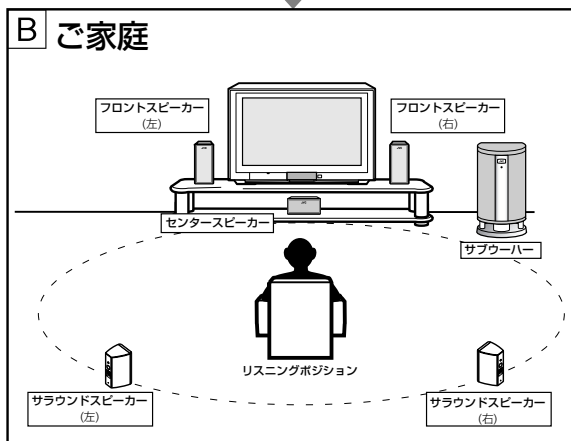 B ご家庭
フロントスピーカー
(左)
フロントスピーカー
(右)
センタースピーカー
サブウーハー
リスニングポジション
サラウンドスピーカー
(左)
サラウンドスピーカー
(右)